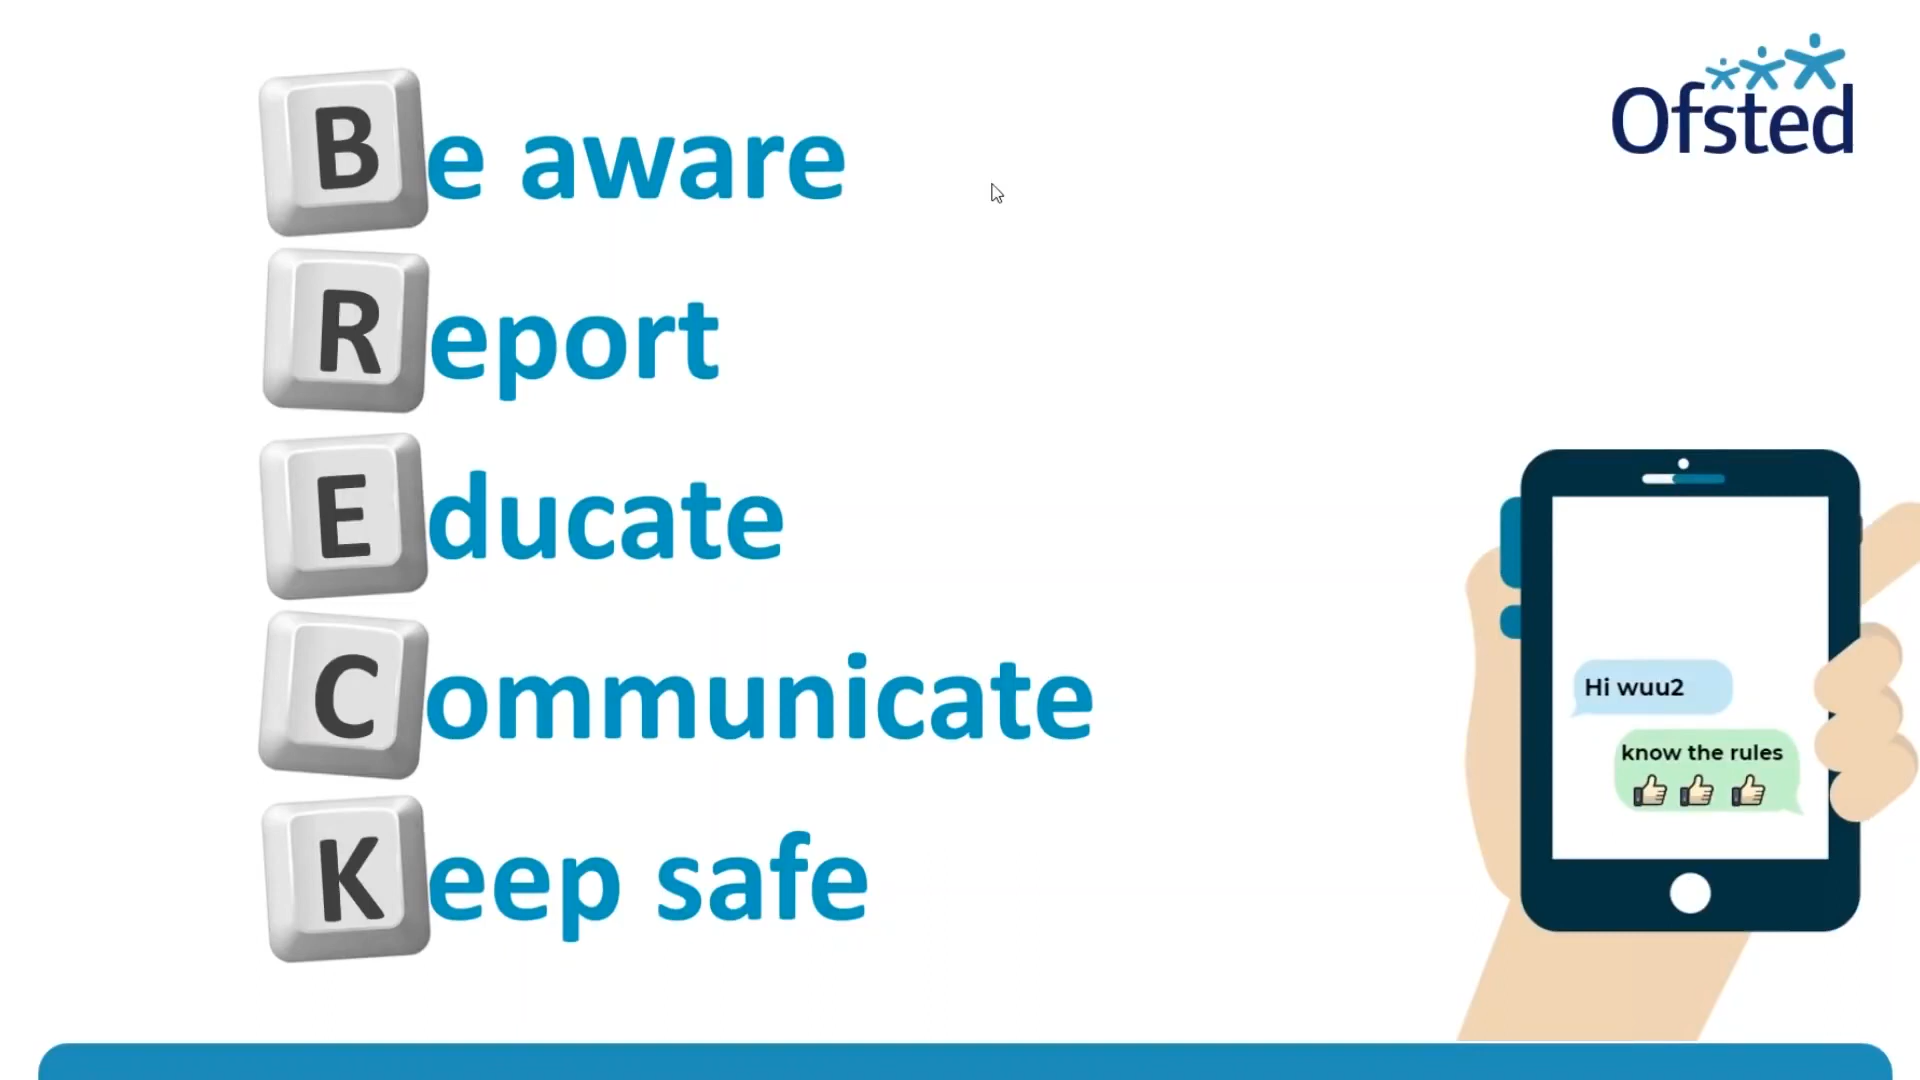 Ofsted
Be aware
Report
Educate
Communicate
Keep safe
Hi wuu2
know the rules
👍 👍 👍